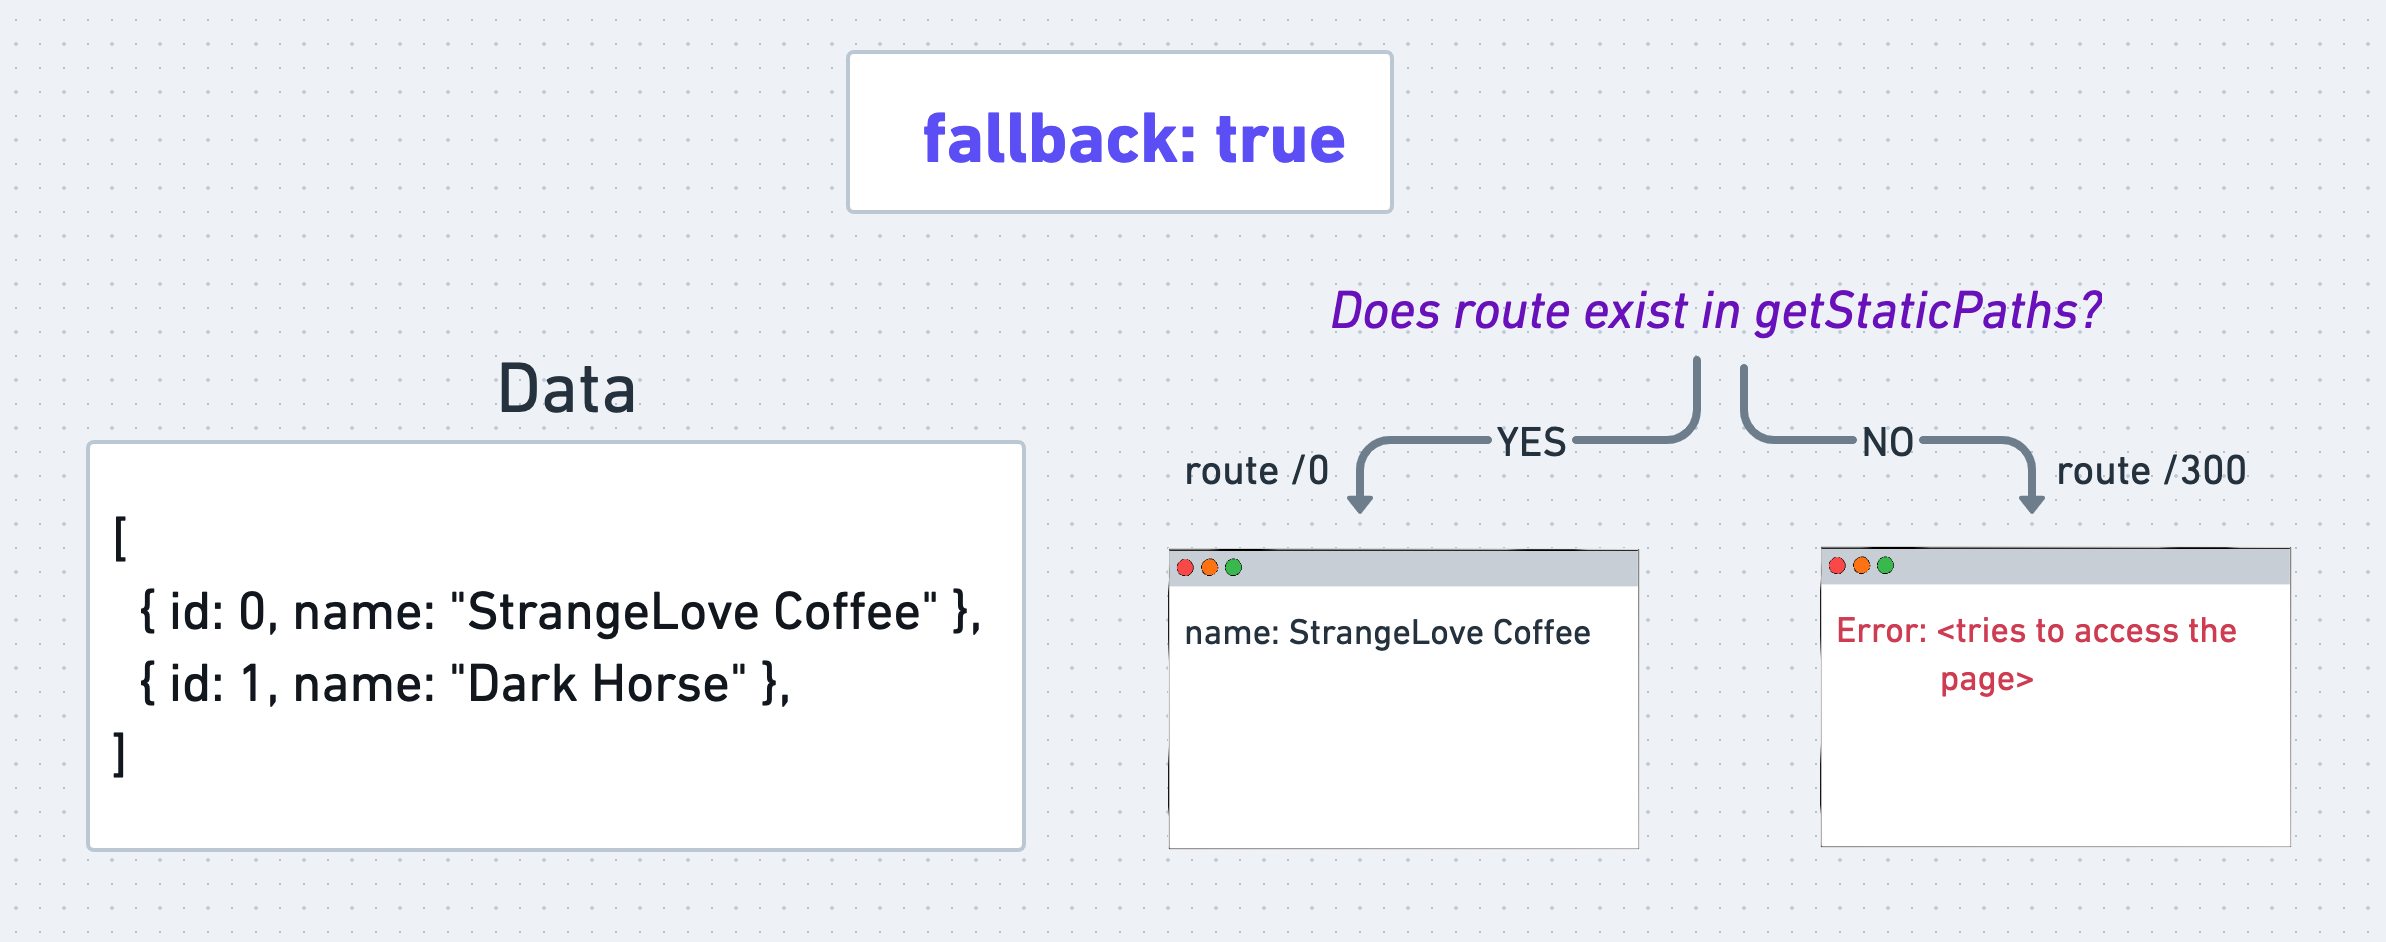 fallback: true
Does route exist in getStaticPaths?
Data
YES
NO
route /0
route /300
[
{ id: 0, name: "StrangeLove Coffee" },
{ id: 1, name: "Dark Horse" },
]
name: StrangeLove Coffee
Error: <tries to access the
page>